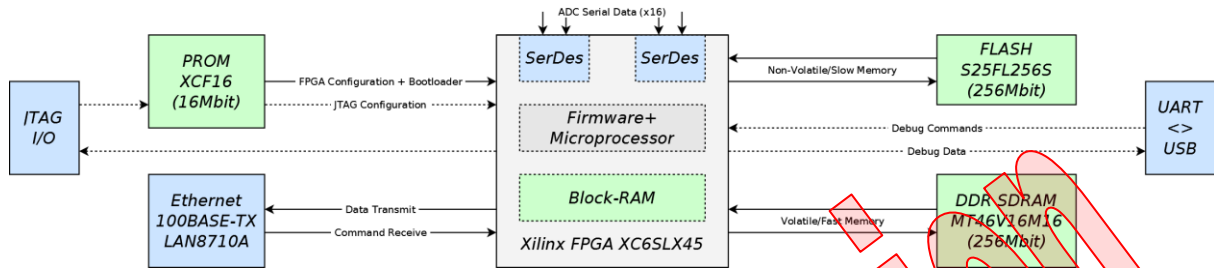 ADC Serial Data (x16)
PROM
XCF16
(16Mbit)
FPGA Configuration + Bootloader
JTAG Configuration
SerDes
SerDes
Non-Volatile/Slow Memory
FLASH
S25FL256S
(256Mbit)
JTAG
I/O
Firmware+
Microprocessor
Debug Commands
Debug Data
UART
<>
USB
Ethernet
100BASE-TX
LAN8710A
Data Transmit
Command Receive
Block-RAM
Xilinx FPGA XC6SLX45
Volatile/Fast Memory
DDR SDRAM
MT46V16M16
(256Mbit)